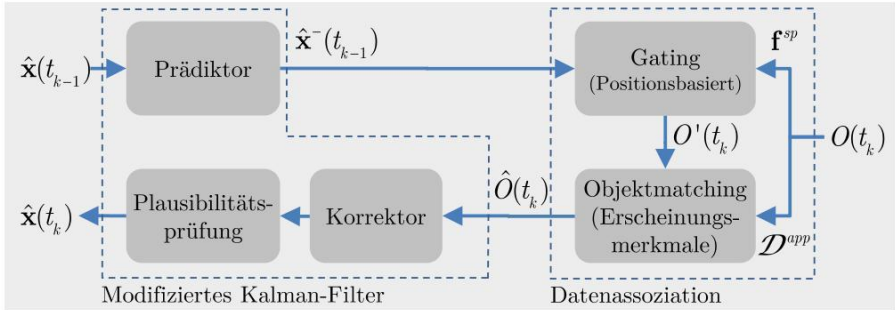 x̂(t_{k-1})
Prädiktor
x̂⁻(t_{k-1})
Gating
(Positionsbasiert)
f^{sp}
O'(t_k)
O(t_k)
x̂(t_k)
Plausibilitäts-
prüfung
Korrektor
Ô(t_k)
Objektmatching
(Erscheinungs-
merkmale)
𝒟^{app}
Modifiziertes Kalman-Filter
Datenassoziation